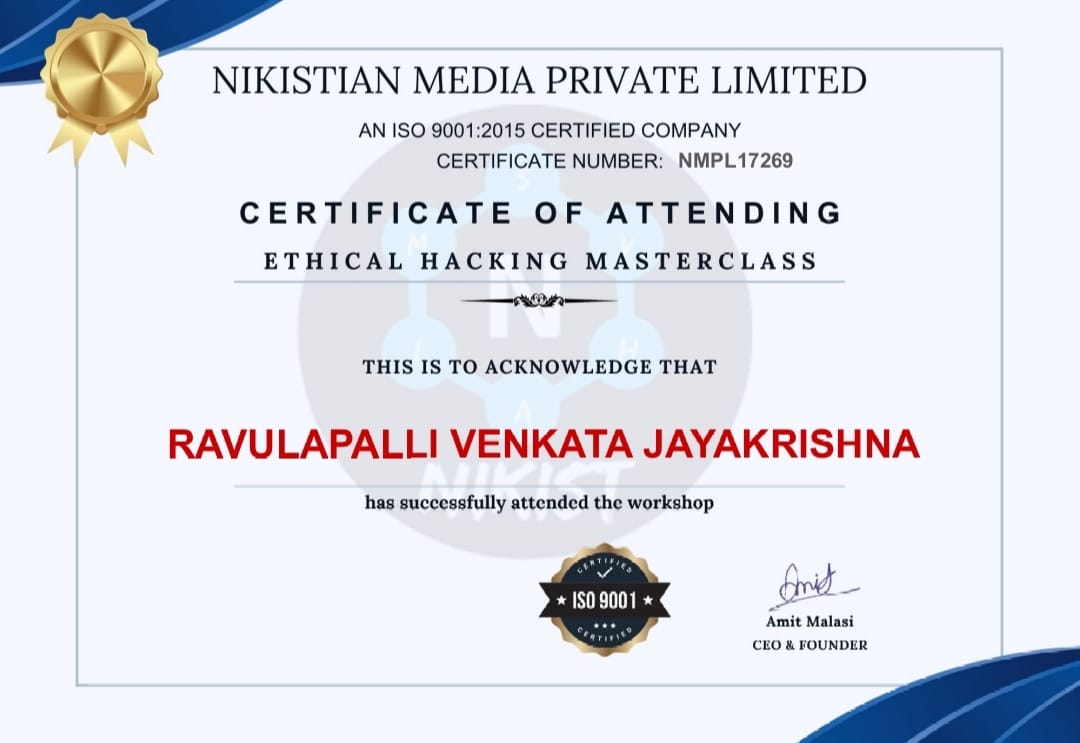 NIKISTIAN MEDIA PRIVATE LIMITED
AN ISO 9001:2015 CERTIFIED COMPANY
CERTIFICATE NUMBER: NMPL17269
CERTIFICATE OF ATTENDING
ETHICAL HACKING MASTERCLASS
THIS IS TO ACKNOWLEDGE THAT
RAVULAPALLI VENKATA JAYAKRISHNA
has successfully attended the workshop
NIKIST
CERTIFIED
★ ISO 9001 ★
CERTIFIED
Amit
Amit Malasi
CEO & FOUNDER